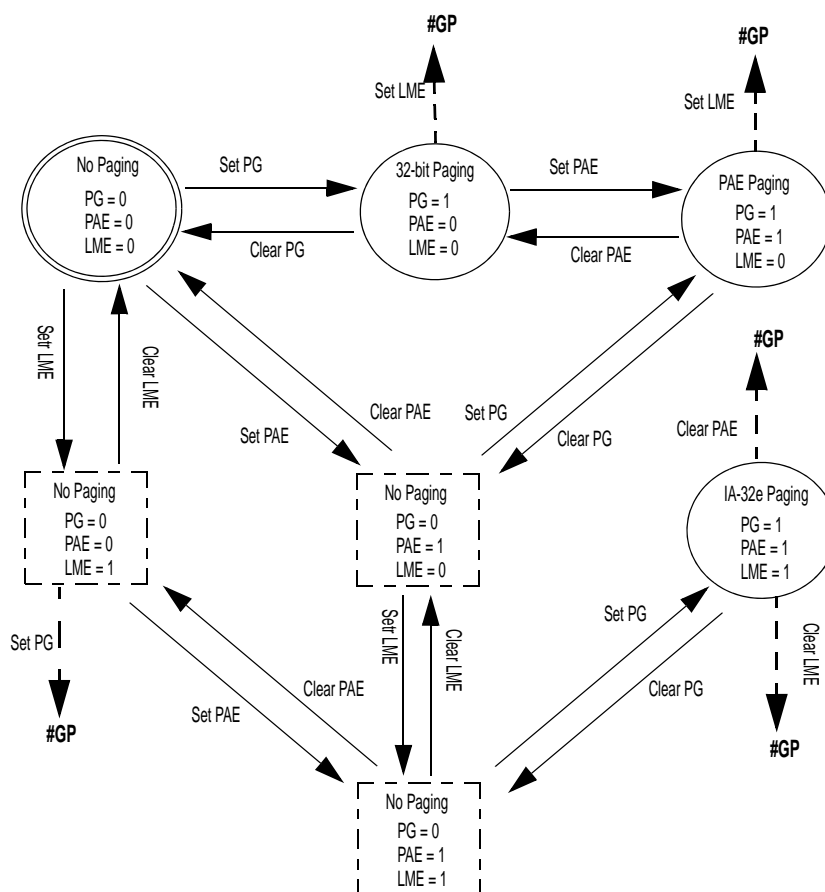 #GP
#GP
Set LME
Set LME
No Paging
PG = 0
PAE = 0
LME = 0
Set PG
Clear PG
32-bit Paging
PG = 1
PAE = 0
LME = 0
Set PAE
Clear PAE
PAE Paging
PG = 1
PAE = 1
LME = 0
Setr LME
Clear LME
Clear PAE
Set PAE
Set PG
Clear PG
#GP
Clear PAE
No Paging
PG = 0
PAE = 0
LME = 1
No Paging
PG = 0
PAE = 1
LME = 0
IA-32e Paging
PG = 1
PAE = 1
LME = 1
Set PG
#GP
Set PAE
Clear PAE
Setr LME
Clear LME
Set PG
Clear PG
Clear LME
#GP
No Paging
PG = 0
PAE = 1
LME = 1